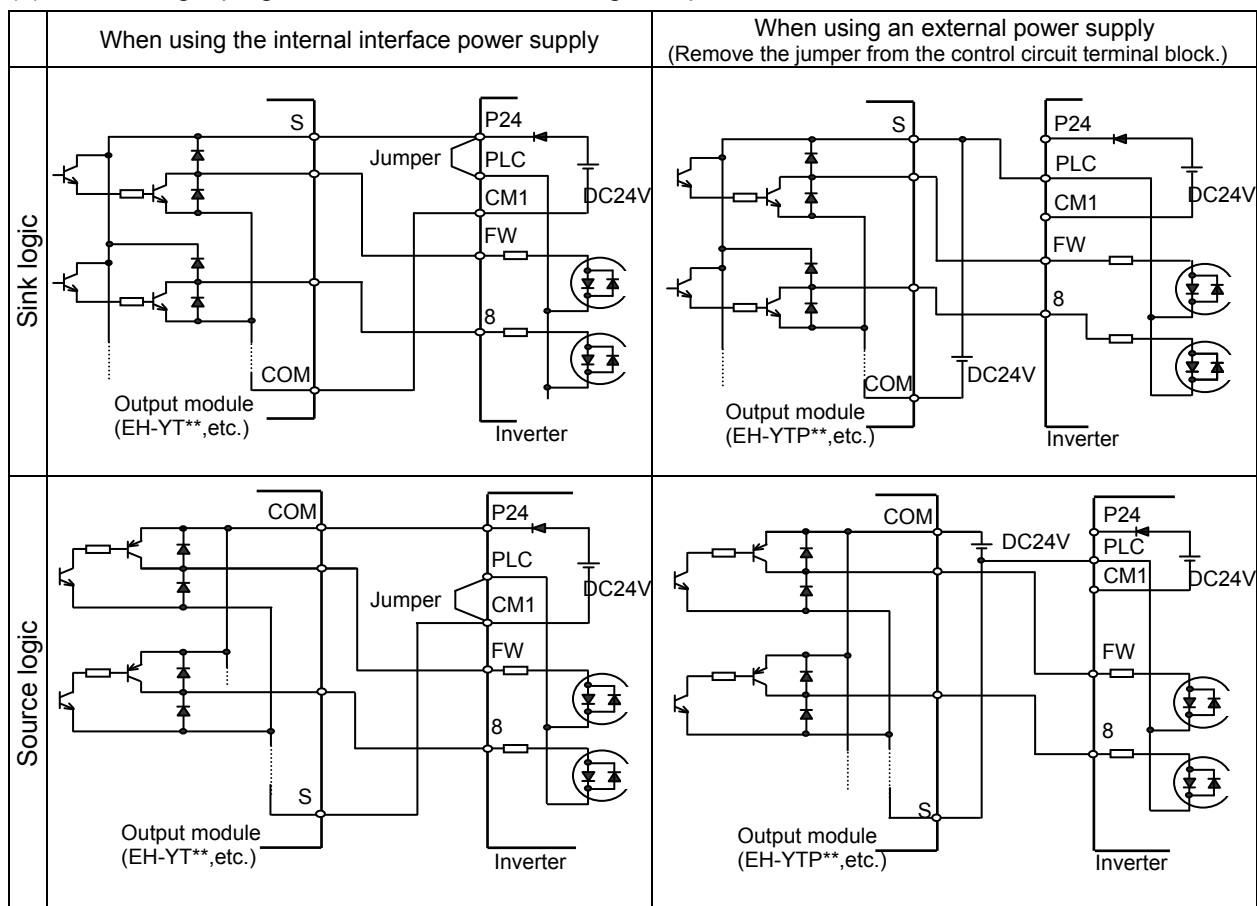 When using the internal interface power supply
When using an external power supply
(Remove the jumper from the control circuit terminal block.)
Sink logic
S
P24
Jumper
PLC
CM1
DC24V
FW
8
COM
Output module
(EH-YT**,etc.)
Inverter
S
P24
PLC
CM1
DC24V
FW
8
DC24V
COM
Output module
(EH-YTP**,etc.)
Inverter
Source logic
COM
P24
PLC
Jumper
CM1
DC24V
FW
8
S
Output module
(EH-YT**,etc.)
Inverter
COM
DC24V
P24
PLC
CM1
DC24V
FW
8
S
Output module
(EH-YTP**,etc.)
Inverter